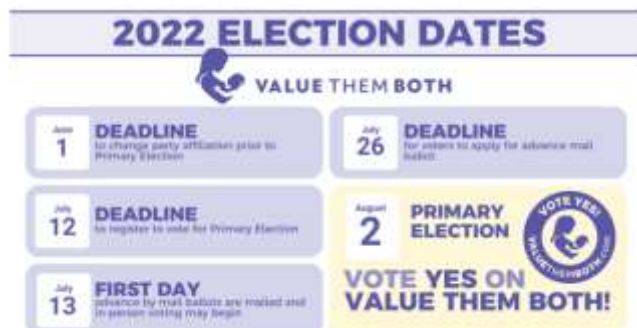 2022 ELECTION DATES
VALUE THEM BOTH
June
1
DEADLINE
to change party affiliation prior to
Primary Election
July
12
DEADLINE
to register to vote for Primary Election
July
13
FIRST DAY
advance by mail ballots are mailed and
in-person voting may begin
July
26
DEADLINE
for voters to apply for advance mail
ballot
August
2
PRIMARY
ELECTION
VOTE YES!
VALUETHEMBOTH.com
VOTE YES ON
VALUE THEM BOTH!